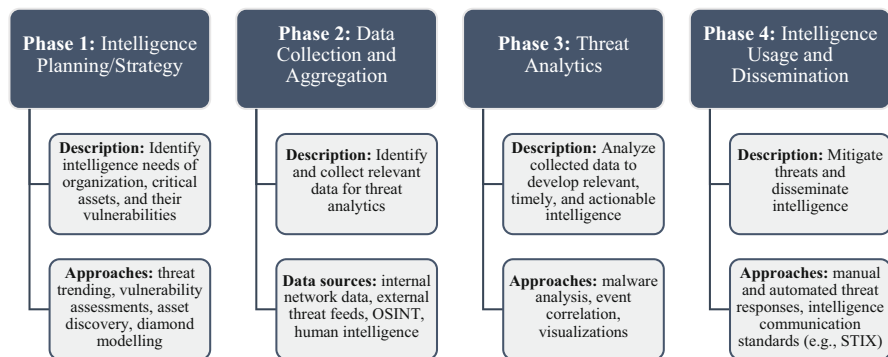 Phase 1: Intelligence
Planning/Strategy
Description: Identify
intelligence needs of
organization, critical
assets, and their
vulnerabilities
Approaches: threat
trending, vulnerability
assessments, asset
discovery, diamond
modelling
Phase 2: Data
Collection and
Aggregation
Description: Identify
and collect relevant
data for threat
analytics
Data sources: internal
network data, external
threat feeds, OSINT,
human intelligence
Phase 3: Threat
Analytics
Description: Analyze
collected data to
develop relevant,
timely, and actionable
intelligence
Approaches: malware
analysis, event
correlation,
visualizations
Phase 4: Intelligence
Usage and
Dissemination
Description: Mitigate
threats and
disseminate
intelligence
Approaches: manual
and automated threat
responses, intelligence
communication
standards (e.g., STIX)